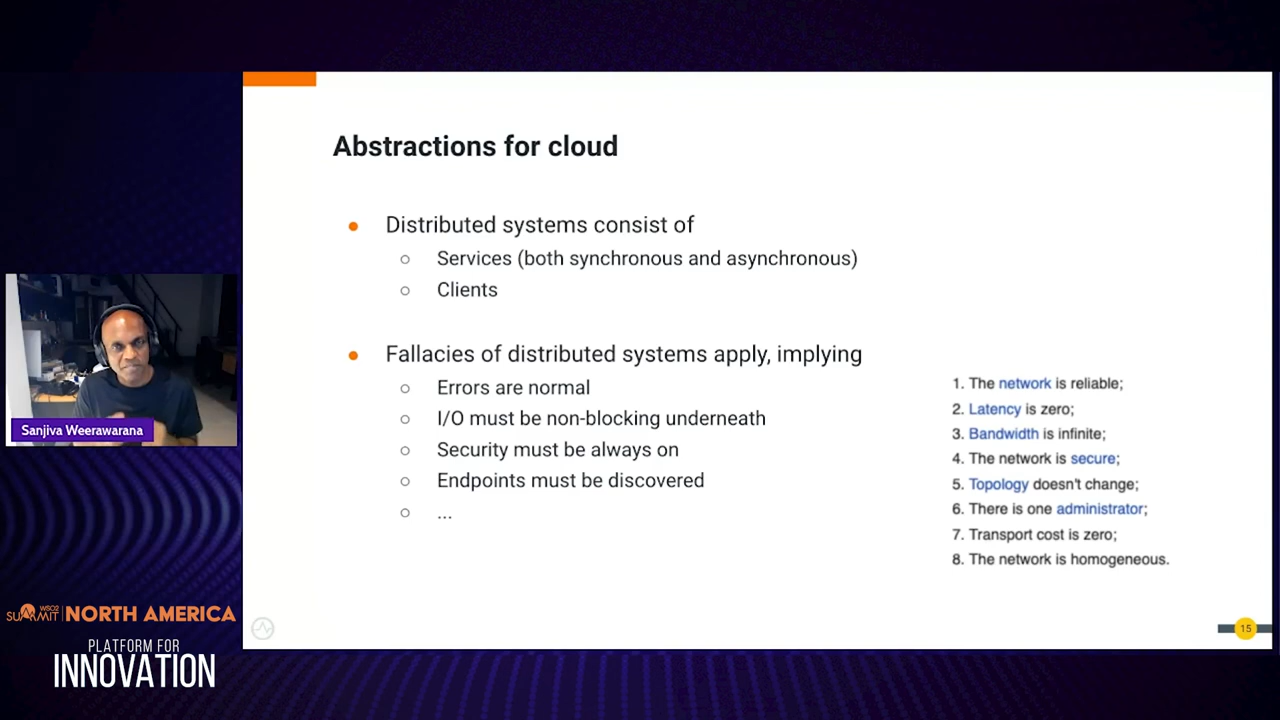 Abstractions for cloud
● Distributed systems consist of
○ Services (both synchronous and asynchronous)
○ Clients
● Fallacies of distributed systems apply, implying
○ Errors are normal
○ I/O must be non-blocking underneath
○ Security must be always on
○ Endpoints must be discovered
○ ...
1. The network is reliable;
2. Latency is zero;
3. Bandwidth is infinite;
4. The network is secure;
5. Topology doesn't change;
6. There is one administrator;
7. Transport cost is zero;
8. The network is homogeneous.
15
Sanjiva Weerawarana
WSO2
SUMMIT | NORTH AMERICA
PLATFORM FOR
INNOVATION